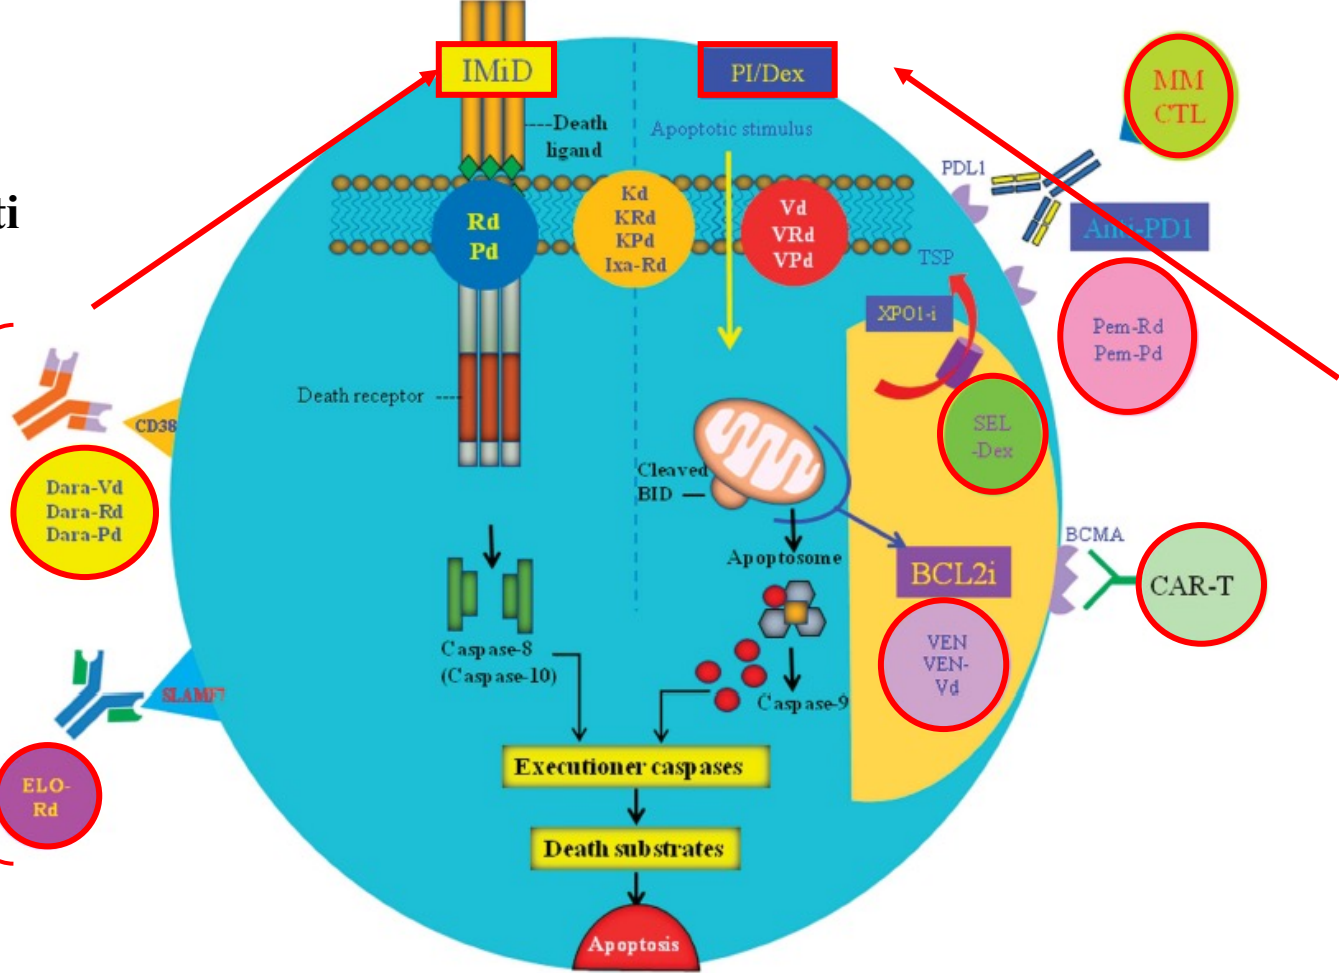 IMiD
PI/Dex
MM
CTL
Death
ligand
Apoptotic stimulus
PDL1
Anti-PD1
ti
Rd
Pd
Kd
KRd
KPd
Ixa-Rd
Vd
VRd
VPd
TSP
XPO1-i
Pem-Rd
Pem-Pd
Death receptor
CD38
SEL
-Dex
Dara-Vd
Dara-Rd
Dara-Pd
Cleaved
BID
BCMA
CAR-T
Apoptosome
BCL2i
VEN
VEN-
Vd
Caspase-8
(Caspase-10)
SLAMF7
Caspase-9
Executioner caspases
ELO-
Rd
Death substrates
Apoptosis